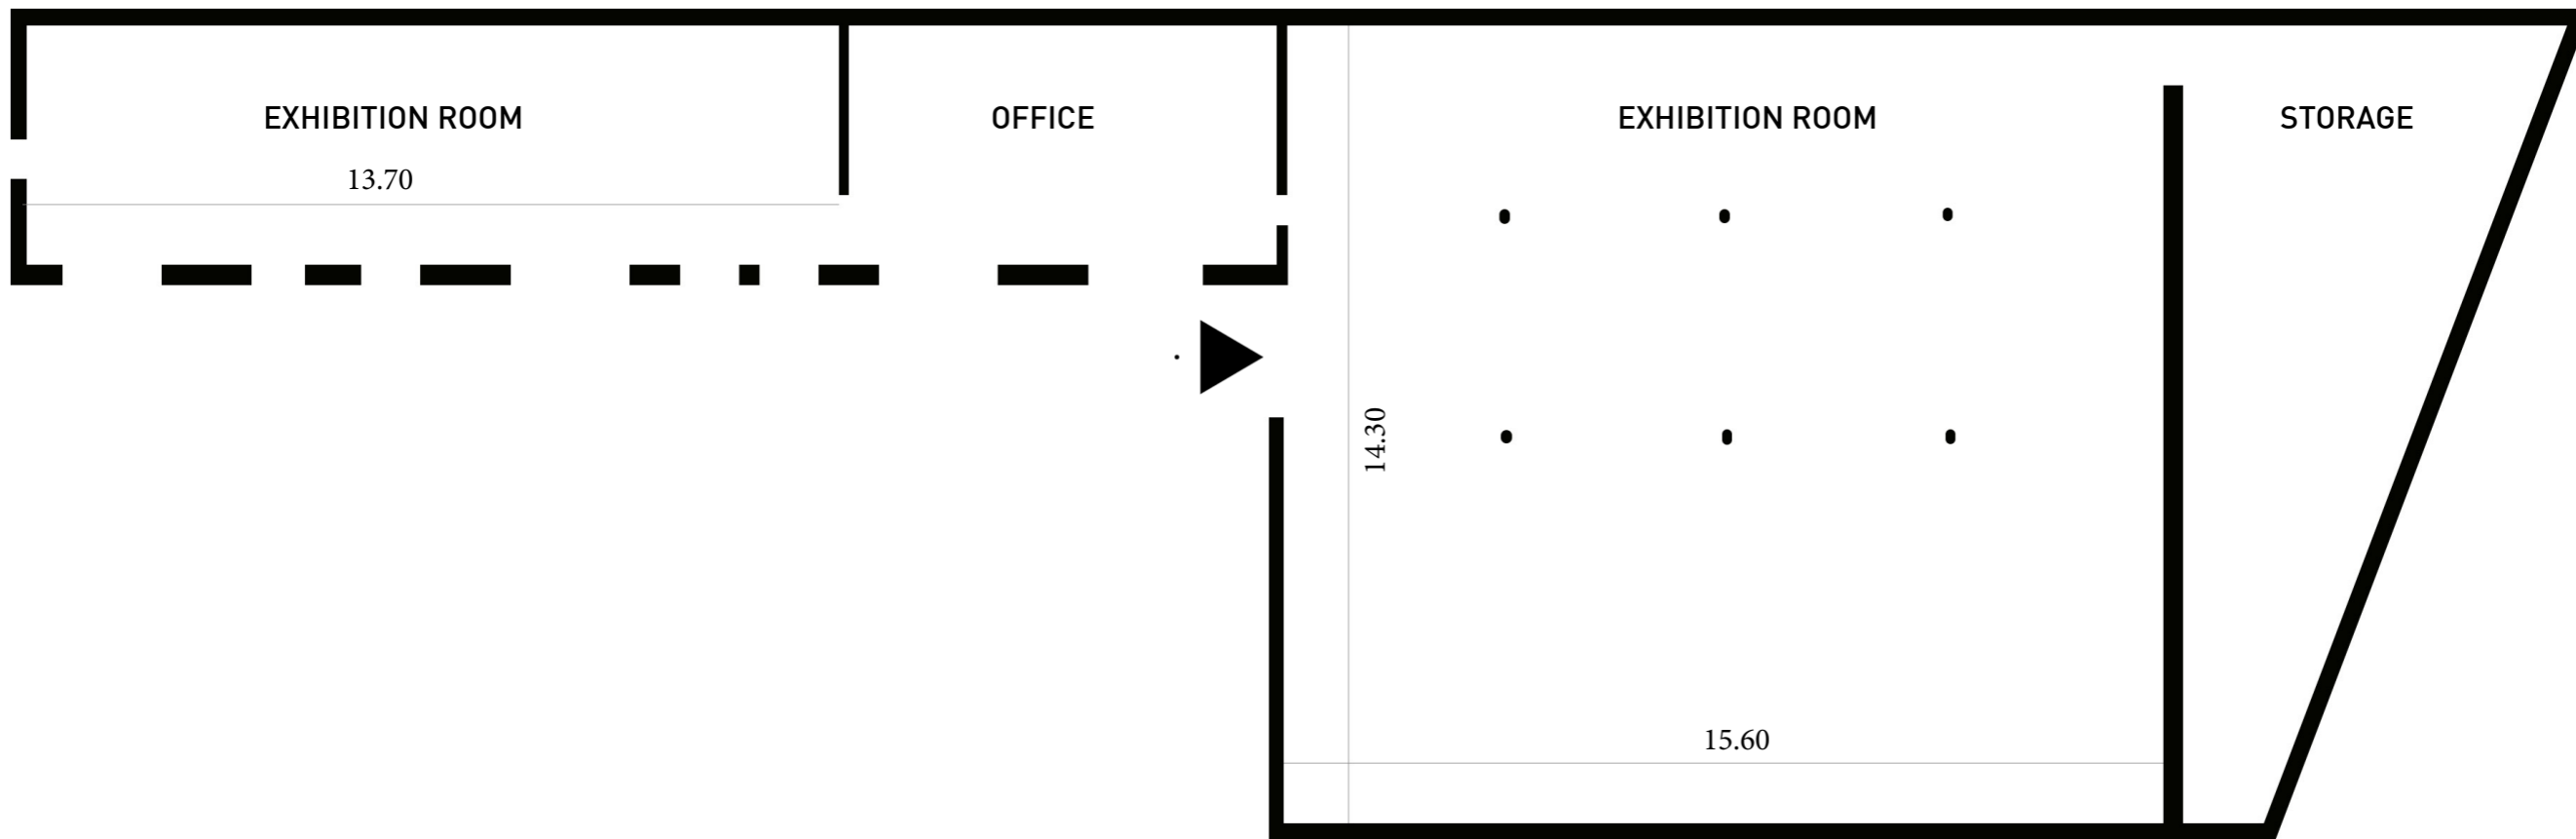 EXHIBITION ROOM
OFFICE
EXHIBITION ROOM
STORAGE
13.70
14.30
15.60